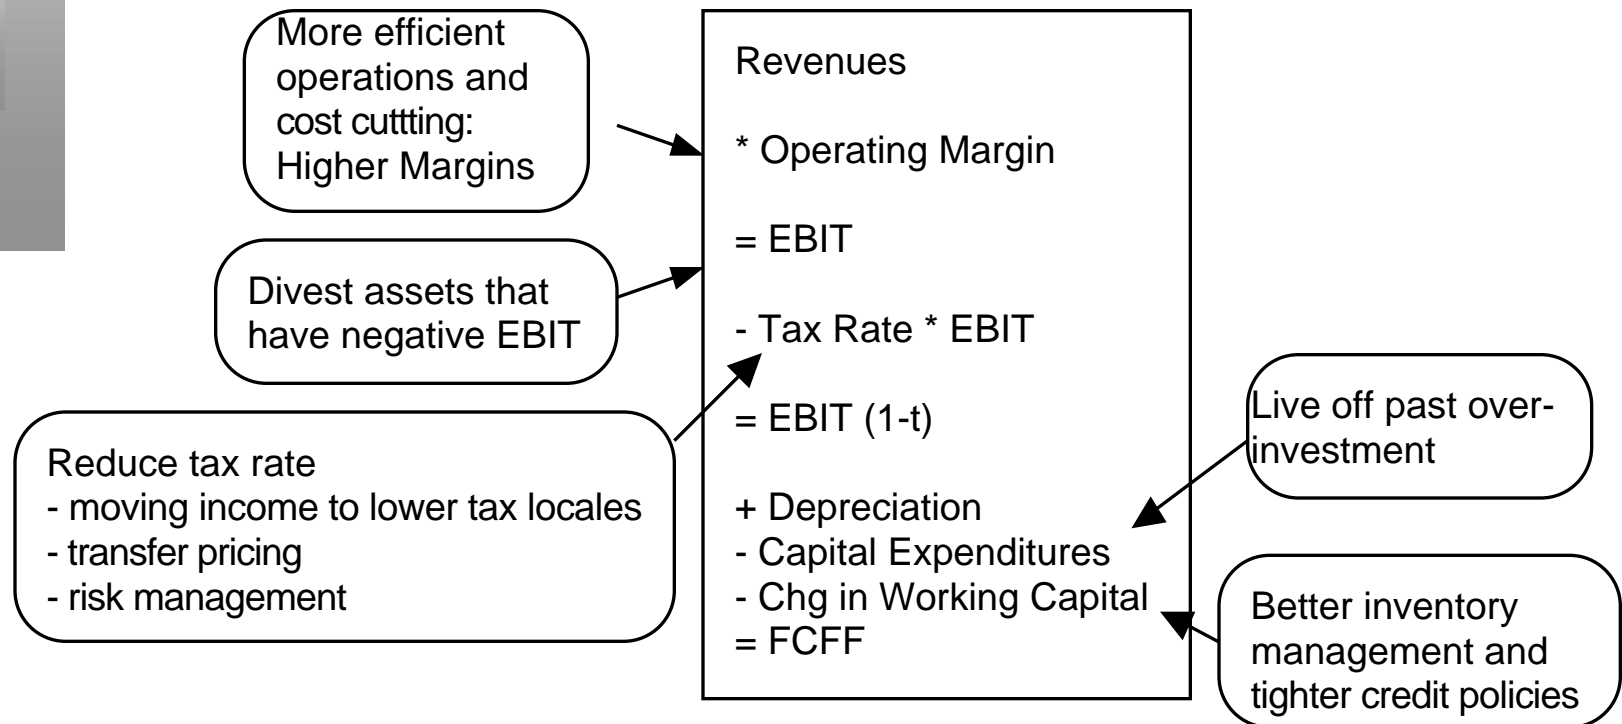 More efficient
operations and
cost cuttting:
Higher Margins
Divest assets that
have negative EBIT
Reduce tax rate
- moving income to lower tax locales
- transfer pricing
- risk management
Revenues
* Operating Margin
= EBIT
- Tax Rate * EBIT
= EBIT (1-t)
+ Depreciation
- Capital Expenditures
- Chg in Working Capital
= FCFF
Live off past over-
investment
Better inventory
management and
tighter credit policies